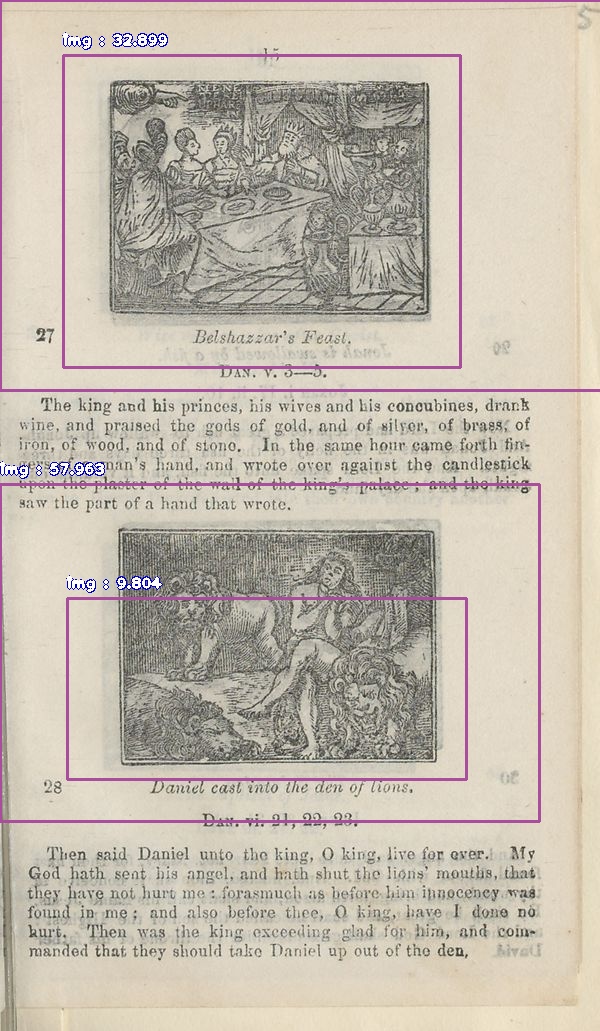 5
img : 32.899
15
MENE
27
Belshazzar's Feast.
DAN. v. 3—5.
The king and his princes, his wives and his concubines, drank
wine, and praised the gods of gold, and of silver, of brass, of
iron, of wood, and of stone. In the same hour came forth fin-
man's hand, and wrote over against the candlestick
img : 57.963
upon the plaster of the wall of the king's palace; and the king
saw the part of a hand that wrote.
img : 9.804
28
Daniel cast into the den of lions.
DAN. vi. 21, 22, 23.
Then said Daniel unto the king, O king, live for ever. My
God hath sent his angel, and hath shut the lions' mouths, that
they have not hurt me: forasmuch as before him innocency was
found in me; and also before thee, O king, have I done no
hurt. Then was the king exceeding glad for him, and com-
manded that they should take Daniel up out of the den,